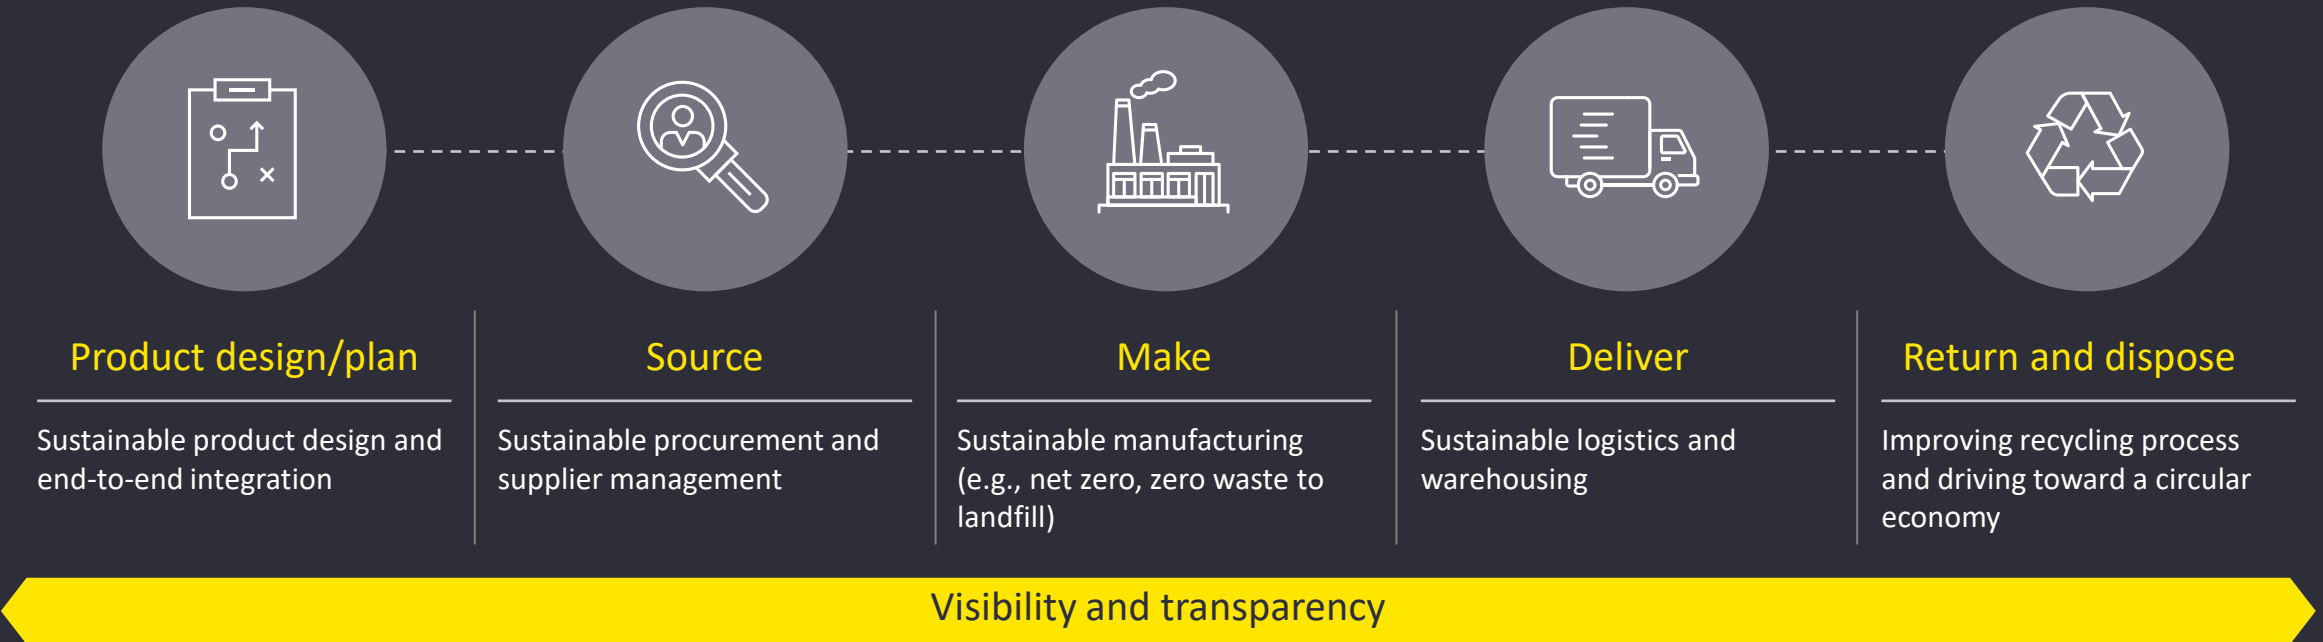 Product design/plan
Sustainable product design and
end-to-end integration
Source
Sustainable procurement and
supplier management
Make
Sustainable manufacturing
(e.g., net zero, zero waste to
landfill)
Deliver
Sustainable logistics and
warehousing
Return and dispose
Improving recycling process
and driving toward a circular
economy
Visibility and transparency